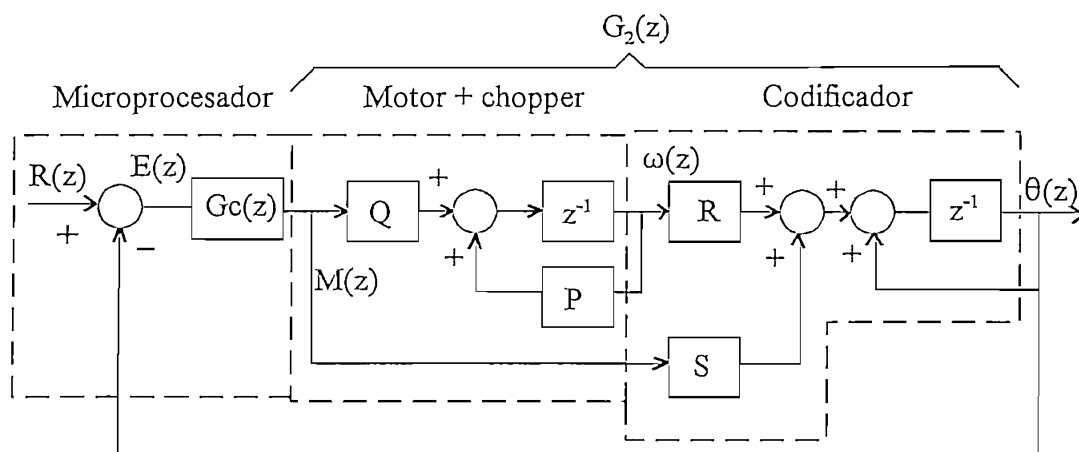 G₂(z)
Microprocesador Motor + chopper Codificador
R(z) E(z) ω(z) θ(z)
+ − Gc(z) Q + + z⁻¹ R + + + + z⁻¹
M(z) P
S